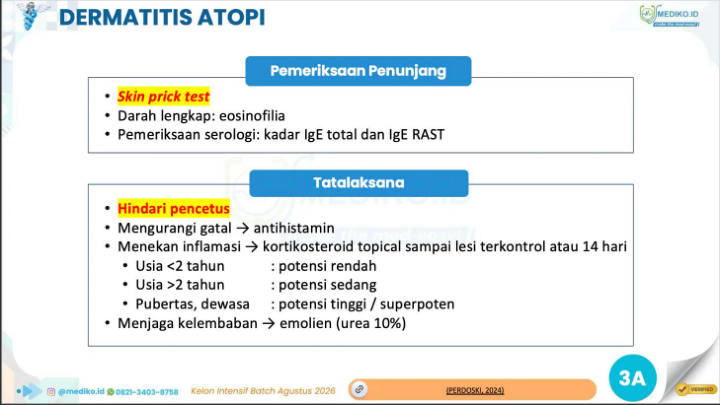 DERMATITIS ATOPI
MEDIKO.ID
Pemeriksaan Penunjang
• Skin prick test
• Darah lengkap: eosinofilia
• Pemeriksaan serologi: kadar IgE total dan IgE RAST
Tatalaksana
• Hindari pencetus
• Mengurangi gatal → antihistamin
• Menekan inflamasi → kortikosteroid topical sampai lesi terkontrol atau 14 hari
• Usia <2 tahun : potensi rendah
• Usia >2 tahun : potensi sedang
• Pubertas, dewasa : potensi tinggi / superpoten
• Menjaga kelembaban → emolien (urea 10%)
@mediko.id 0821-3403-8758 Kelon Intensif Batch Agustus 2026
(PERDOSKI, 2024)
3A
VERIFIED